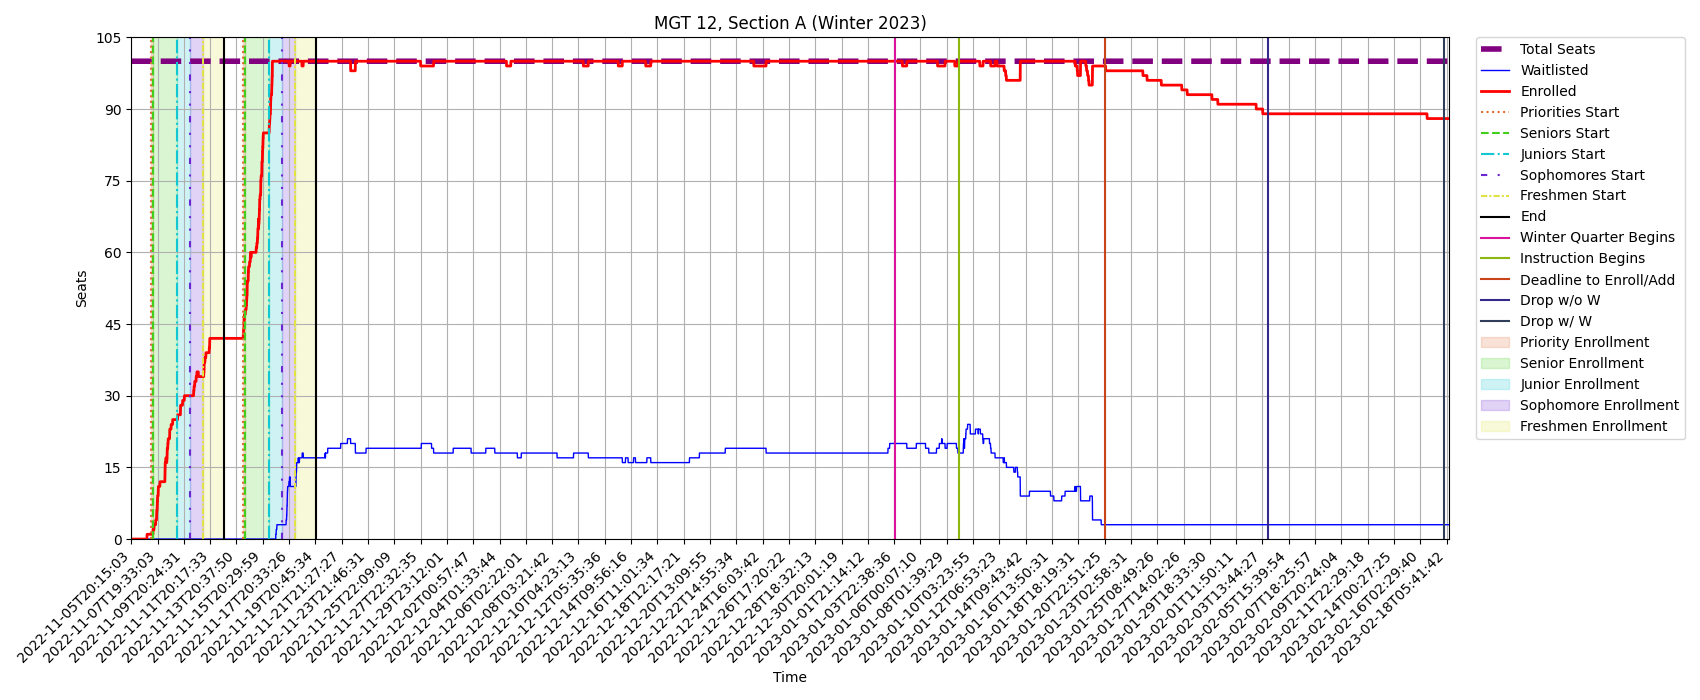 MGT 12, Section A (Winter 2023)
Seats
105
90
75
60
45
30
15
0
2022-11-05T20:15:03
2022-11-07T19:33:03
2022-11-09T20:24:31
2022-11-11T20:17:33
2022-11-13T20:37:50
2022-11-15T20:29:59
2022-11-17T20:33:26
2022-11-19T20:45:34
2022-11-21T21:27:27
2022-11-23T21:46:31
2022-11-25T22:09:09
2022-11-27T22:32:35
2022-11-29T23:12:01
2022-12-02T00:57:47
2022-12-04T01:33:44
2022-12-06T02:22:01
2022-12-08T03:21:42
2022-12-10T04:23:13
2022-12-12T05:35:36
2022-12-14T09:56:16
2022-12-16T11:01:34
2022-12-18T12:17:21
2022-12-20T13:09:55
2022-12-22T14:55:34
2022-12-24T16:03:42
2022-12-26T17:20:22
2022-12-28T18:32:13
2022-12-30T20:01:19
2023-01-01T21:14:12
2023-01-03T22:38:36
2023-01-06T00:07:10
2023-01-08T01:39:29
2023-01-10T03:23:55
2023-01-12T06:53:23
2023-01-14T09:43:42
2023-01-16T13:50:31
2023-01-18T18:19:31
2023-01-20T22:51:25
2023-01-23T02:58:31
2023-01-25T08:49:26
2023-01-27T14:02:26
2023-01-29T18:33:30
2023-02-01T11:50:11
2023-02-03T13:44:27
2023-02-05T15:39:54
2023-02-07T18:25:57
2023-02-09T20:24:04
2023-02-11T22:29:18
2023-02-14T00:27:25
2023-02-16T02:29:40
2023-02-18T05:41:42
Time
Total Seats
Waitlisted
Enrolled
Priorities Start
Seniors Start
Juniors Start
Sophomores Start
Freshmen Start
End
Winter Quarter Begins
Instruction Begins
Deadline to Enroll/Add
Drop w/o W
Drop w/ W
Priority Enrollment
Senior Enrollment
Junior Enrollment
Sophomore Enrollment
Freshmen Enrollment